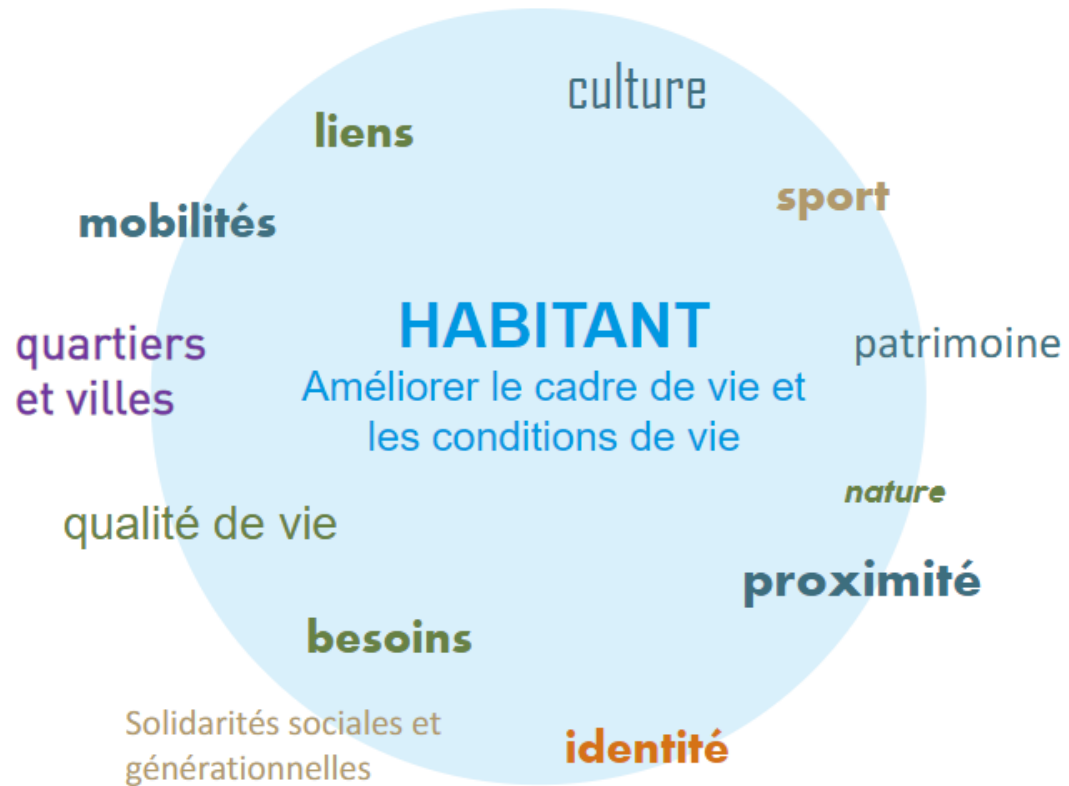 culture
liens
sport
mobilités
HABITANT
Améliorer le cadre de vie et
les conditions de vie
quartiers
et villes
patrimoine
nature
qualité de vie
proximité
besoins
Solidarités sociales et
générationnelles
identité